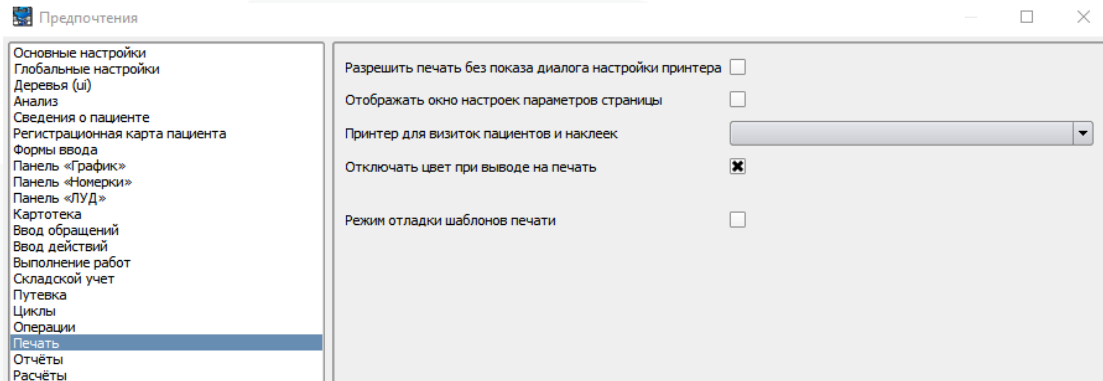 Предпочтения
Основные настройки
Глобальные настройки
Деревья (ui)
Анализ
Сведения о пациенте
Регистрационная карта пациента
Формы ввода
Панель «График»
Панель «Номерки»
Панель «ЛУД»
Картотека
Ввод обращений
Ввод действий
Выполнение работ
Складской учет
Путевка
Циклы
Операции
Печать
Отчёты
Расчёты
Разрешить печать без показа диалога настройки принтера
Отображать окно настроек параметров страницы
Принтер для визиток пациентов и наклеек
Отключать цвет при выводе на печать
Режим отладки шаблонов печати